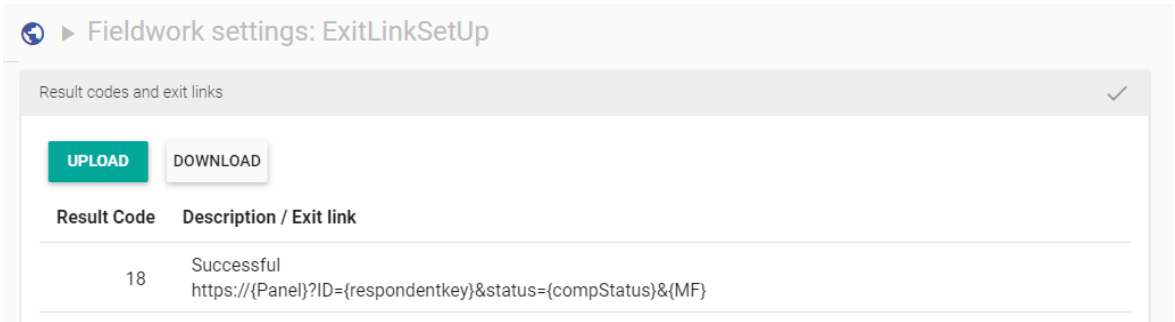 Fieldwork settings: ExitLinkSetUp
Result codes and exit links
UPLOAD DOWNLOAD
Result Code Description / Exit link
18 Successful
https://{Panel}?ID={respondentkey}&status={compStatus}&{MF}